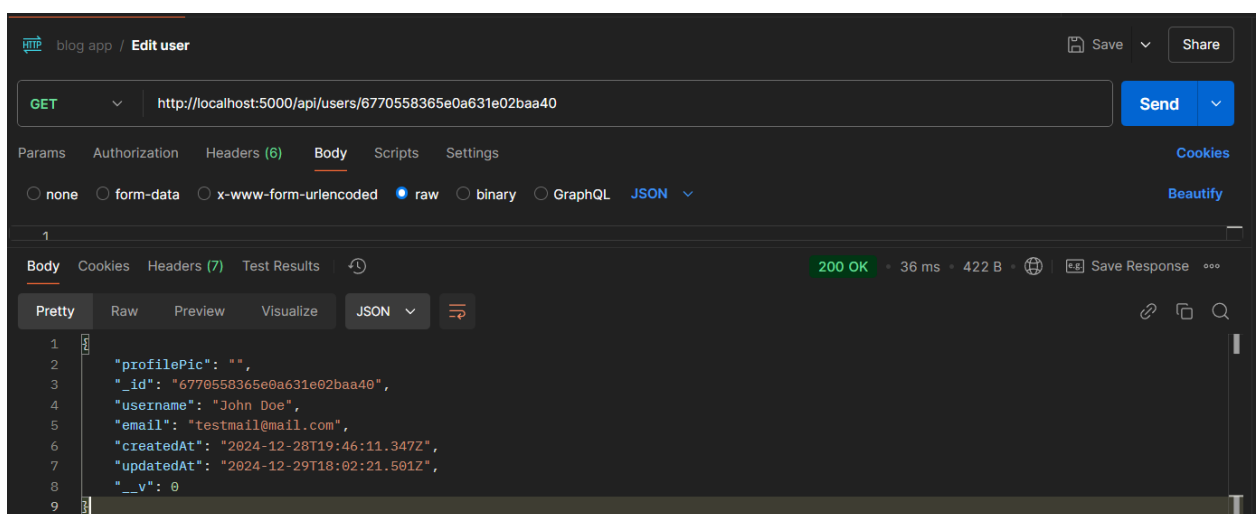 HTTP blog app / Edit user Save Share
GET http://localhost:5000/api/users/6770558365e0a631e02baa40 Send
Params Authorization Headers (6) Body Scripts Settings Cookies
none form-data x-www-form-urlencoded raw binary GraphQL JSON Beautify
1
Body Cookies Headers (7) Test Results 200 OK • 36 ms • 422 B • e.g. Save Response
Pretty Raw Preview Visualize JSON
1 {
2 "profilePic": "",
3 "_id": "6770558365e0a631e02baa40",
4 "username": "John Doe",
5 "email": "testmail@mail.com",
6 "createdAt": "2024-12-28T19:46:11.347Z",
7 "updatedAt": "2024-12-29T18:02:21.501Z",
8 "__v": 0
9 }